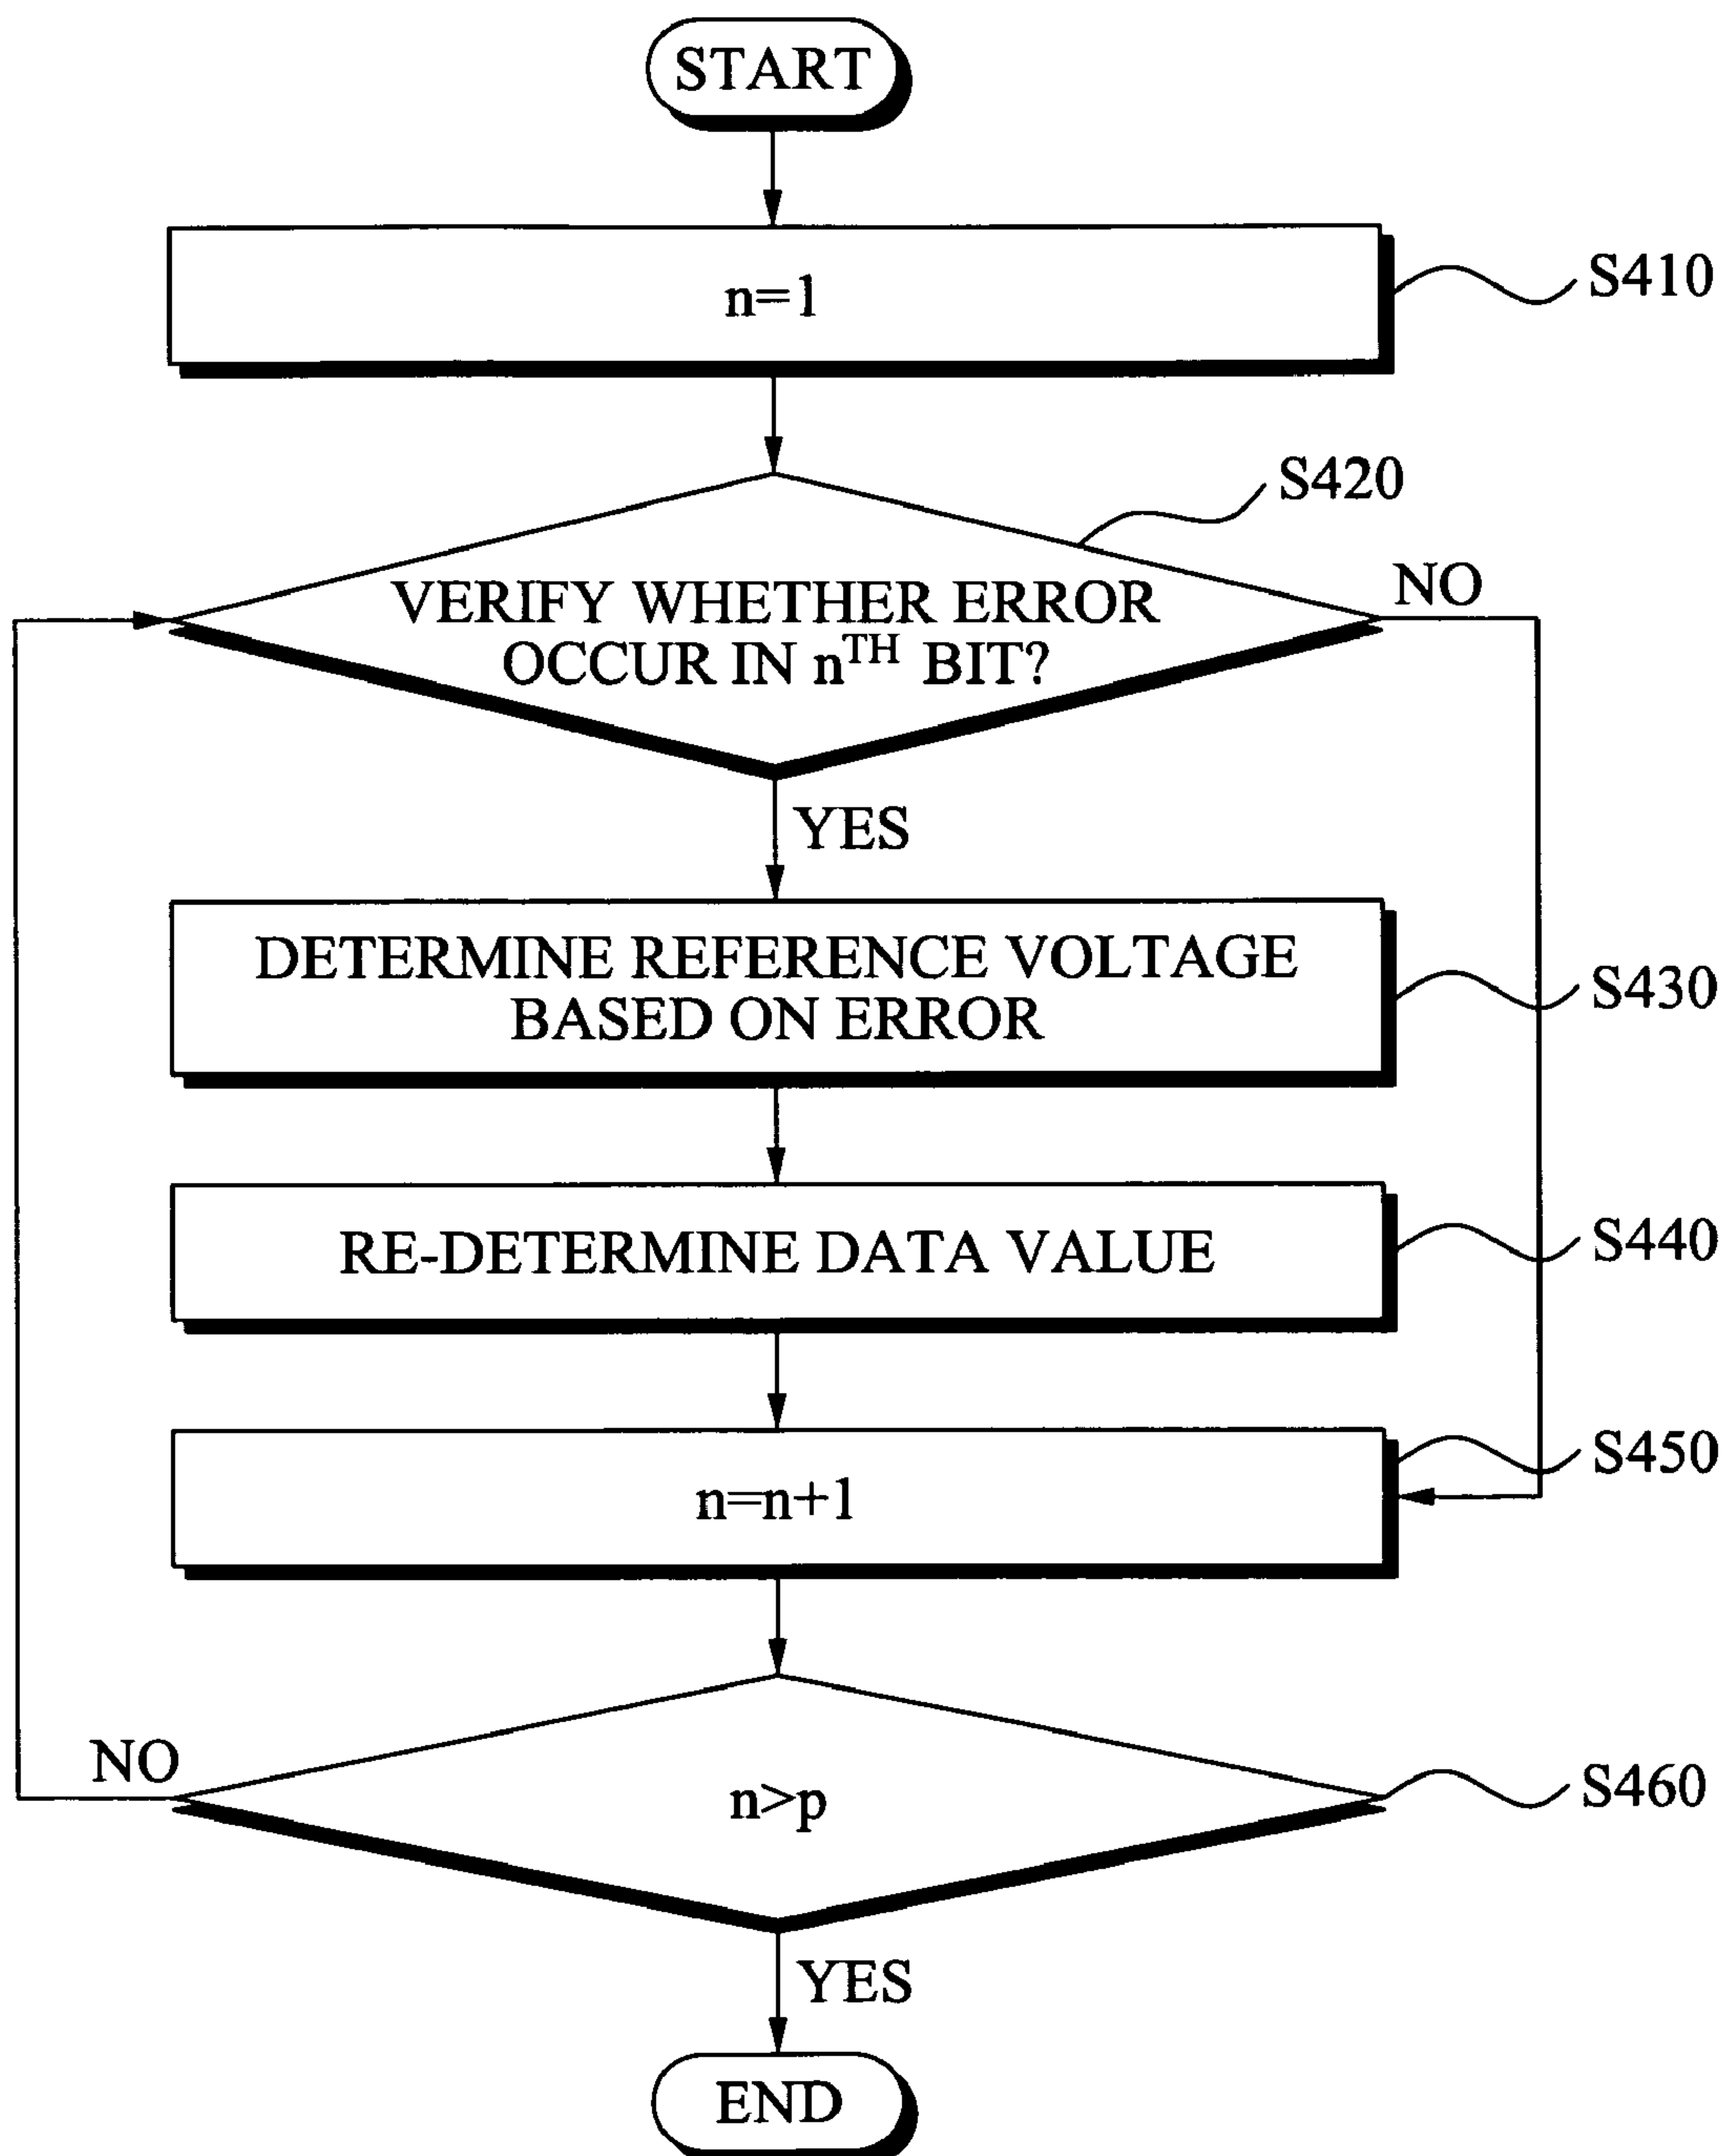 START
n=1
S410
S420
VERIFY WHETHER ERROR
OCCUR IN nTH BIT?
NO
YES
DETERMINE REFERENCE VOLTAGE
BASED ON ERROR
S430
RE-DETERMINE DATA VALUE
S440
n=n+1
S450
NO
n>p
S460
YES
END